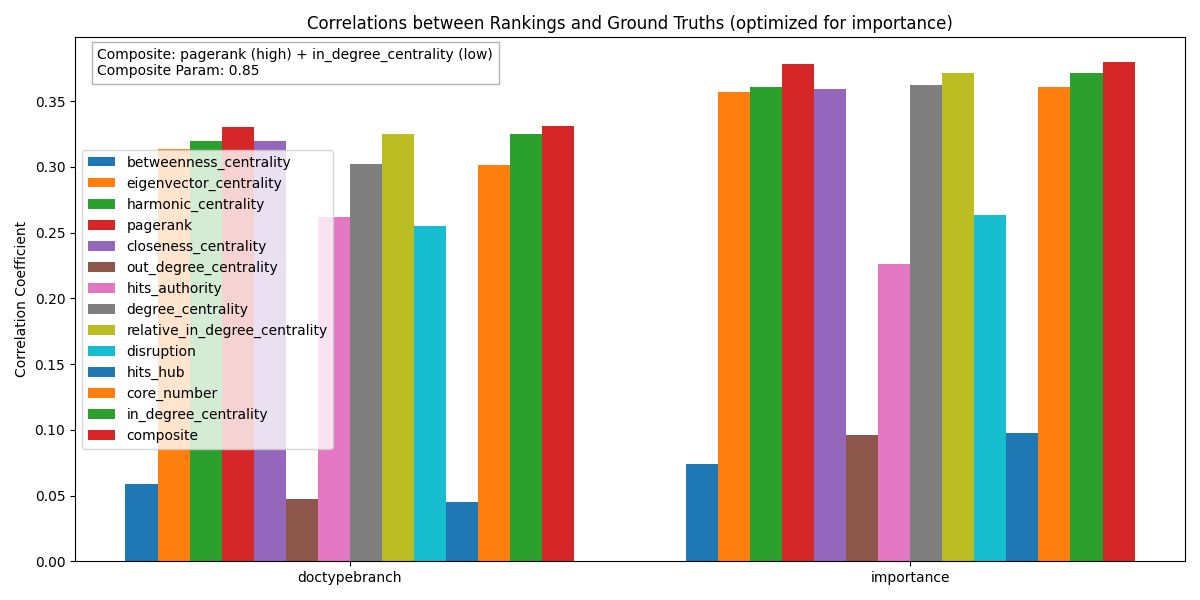 Correlations between Rankings and Ground Truths (optimized for importance)
Composite: pagerank (high) + in_degree_centrality (low)
Composite Param: 0.85
Correlation Coefficient
0.35
0.30
0.25
0.20
0.15
0.10
0.05
0.00
betweenness_centrality
eigenvector_centrality
harmonic_centrality
pagerank
closeness_centrality
out_degree_centrality
hits_authority
degree_centrality
relative_in_degree_centrality
disruption
hits_hub
core_number
in_degree_centrality
composite
doctypebranch
importance